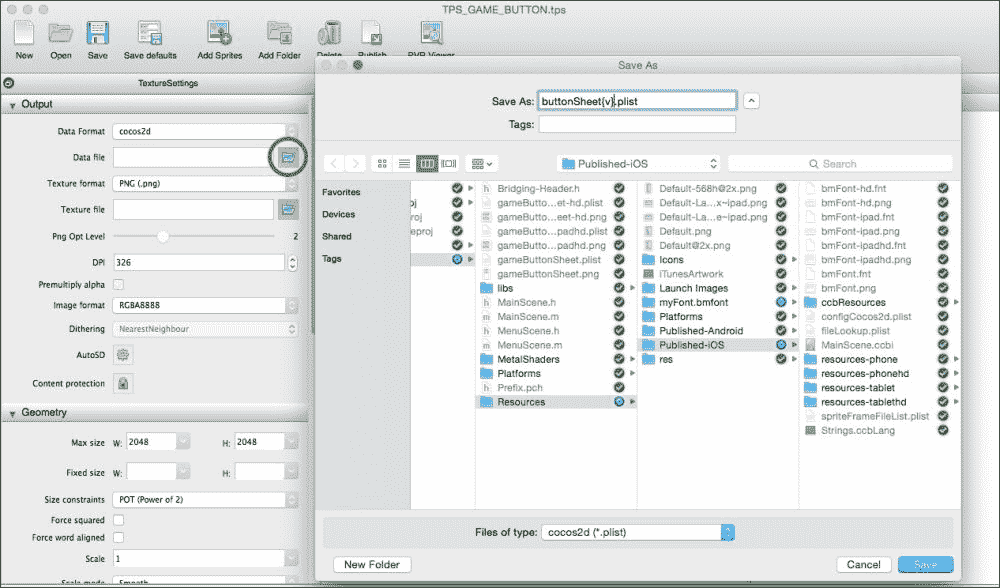 TPS_GAME_BUTTON.tps
New
Open
Save
Save defaults
Add Sprites
Add Folder
Delete
Publish
PVR Viewer
TextureSettings
Output
Data Format
cocos2d
Data file
Texture format
PNG (.png)
Texture file
Png Opt Level
2
DPI
326
Premultiply alpha
Image format
RGBA8888
Dithering
NearestNeighbour
AutoSD
Content protection
Geometry
Max size
W:
2048
H:
2048
Fixed size
W:
H:
Size constraints
POT (Power of 2)
Force squared
Force word aligned
Scale
1
Scale mode
Smooth
Save As
Save As:
buttonSheet{v}.plist
Tags:
Published-iOS
Search
Favorites
Devices
Shared
Tags
oj
roj
eproj
Bridging-Header.h
gameButto...eet-hd.plist
gameButto...eet-hd.png
gameButto...padhd.plist
gameButto...padhd.png
gameButtonSheet.plist
gameButtonSheet.png
libs
MainScene.h
MainScene.m
MenuScene.h
MenuScene.m
MetalShaders
Platforms
Prefix.pch
Resources
Default-568h@2x.png
Default-La...x~ipad.png
Default-La...e~ipad.png
Default.png
Default@2x.png
Icons
iTunesArtwork
Launch Images
myFont.bmfont
Platforms
Published-Android
Published-iOS
res
bmFont-hd.fnt
bmFont-hd.png
bmFont-ipad.fnt
bmFont-ipad.png
bmFont-ipadhd.fnt
bmFont-ipadhd.png
bmFont.fnt
bmFont.png
ccbResources
configCocos2d.plist
fileLookup.plist
MainScene.ccbi
resources-phone
resources-phonehd
resources-tablet
resources-tablethd
spriteFrameFileList.plist
Strings.ccbLang
Files of type:
cocos2d (*.plist)
New Folder
Cancel
Save